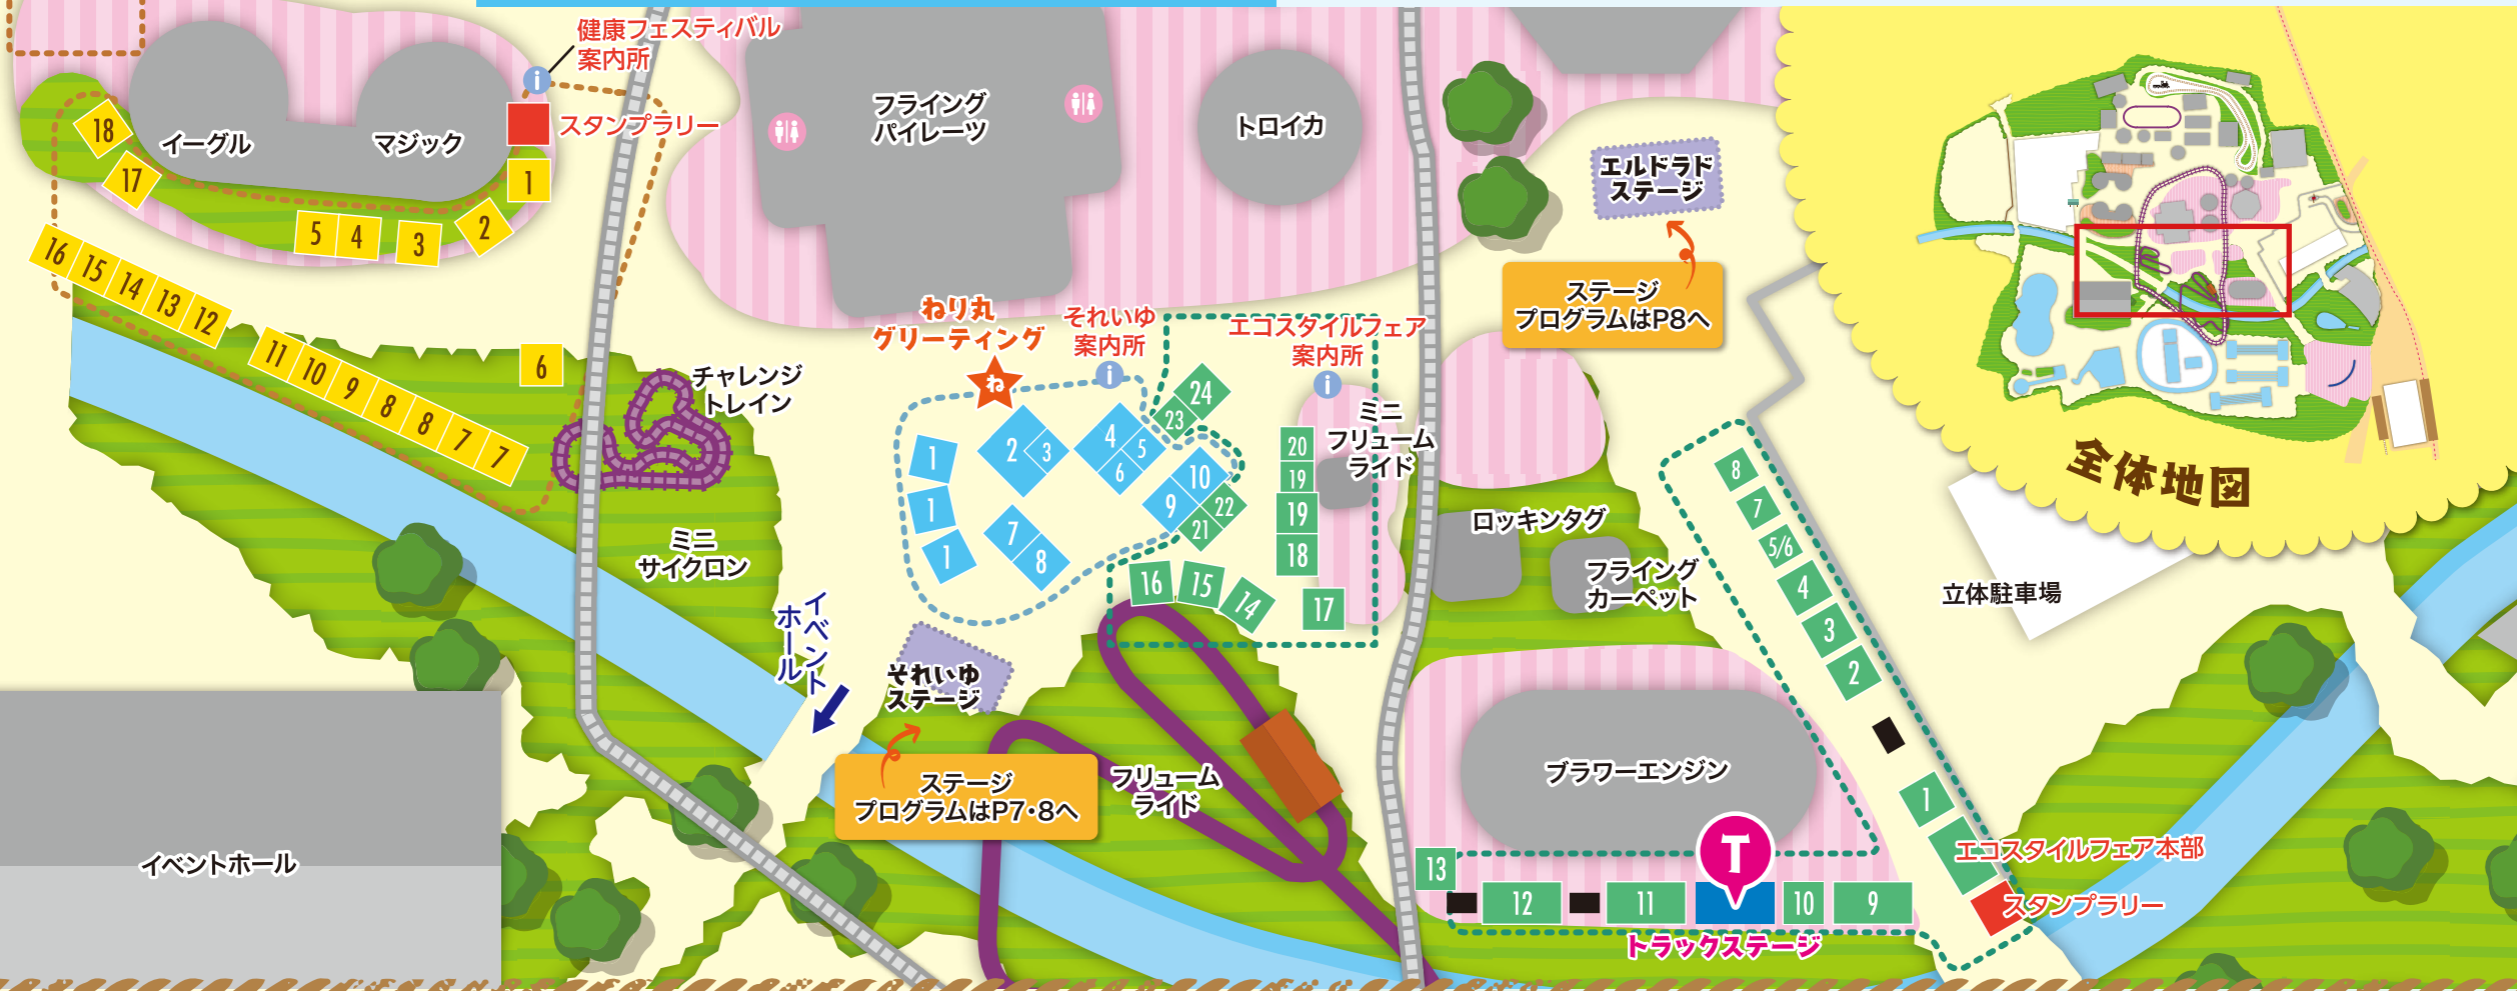 健康フェスティバル
案内所
スタンプラリー
イーグル
マジック
18
17
1
2
3
4
5
16
15
14
13
12
11
10
9
8
8
7
7
6
フライング
パイレーツ
トロイカ
エルドラド
ステージ
ステージ
プログラムはP8へ
全体地図
チャレンジ
トレイン
ミニ
サイクロン
イベント
ホール
イベントホール
ねり丸
グリーティング
ね
それいゆ
案内所
エコスタイルフェア
案内所
1
1
1
2
3
4
5
6
7
8
9
10
24
23
22
21
20
19
19
18
17
16
15
14
ミニ
フリューム
ライド
それいゆ
ステージ
ステージ
プログラムはP7・8へ
フリューム
ライド
ロッキンタグ
フライング
カーペット
ブラワーエンジン
立体駐車場
8
7
5/6
4
3
2
1
エコスタイルフェア本部
スタンプラリー
13
12
11
T
10
9
トラックステージ